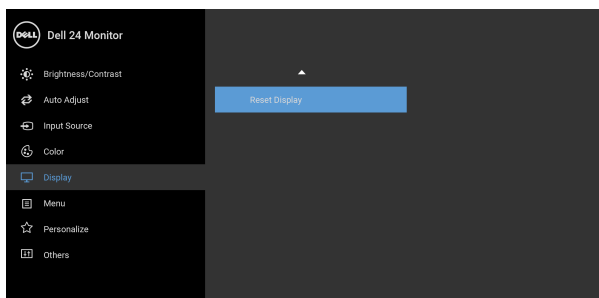 DELL
Dell 24 Monitor
Brightness/Contrast
Auto Adjust
Input Source
Color
Display
Menu
Personalize
Others
Reset Display